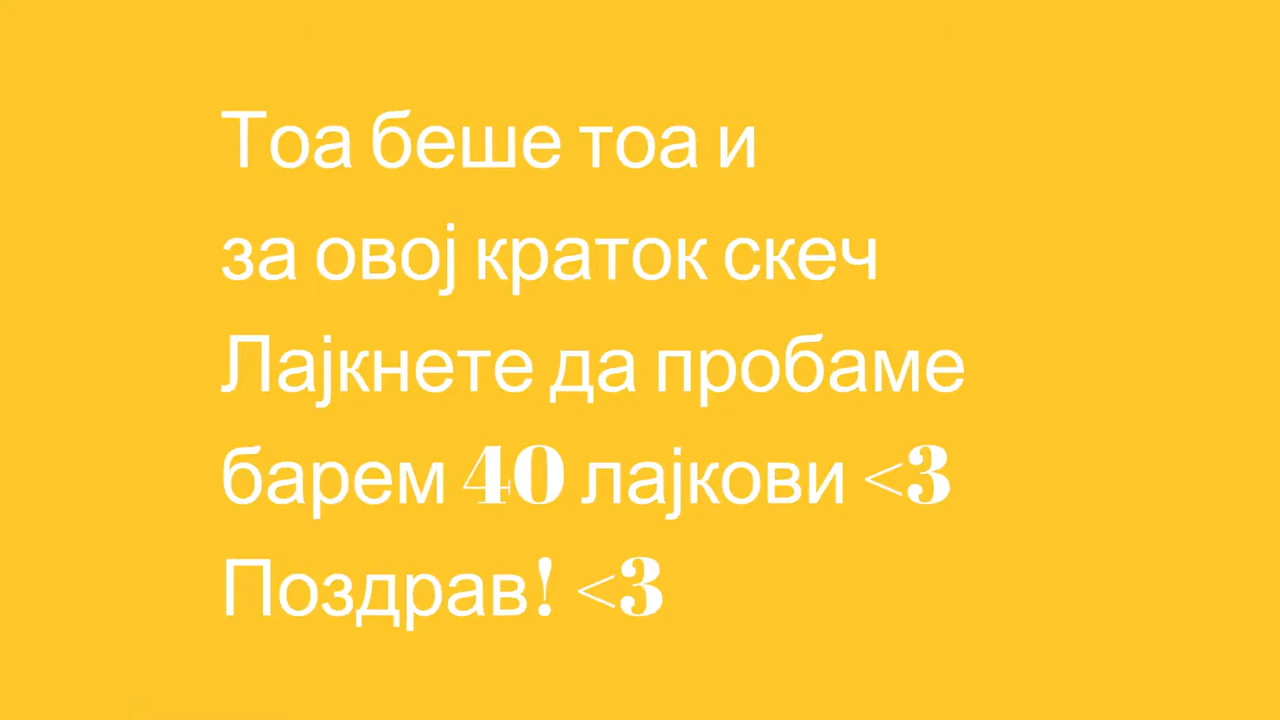 Тоа беше тоа и
за овој краток скеч
Лајкнете да пробаме
барем 40 лајкови <3
Поздрав! <3